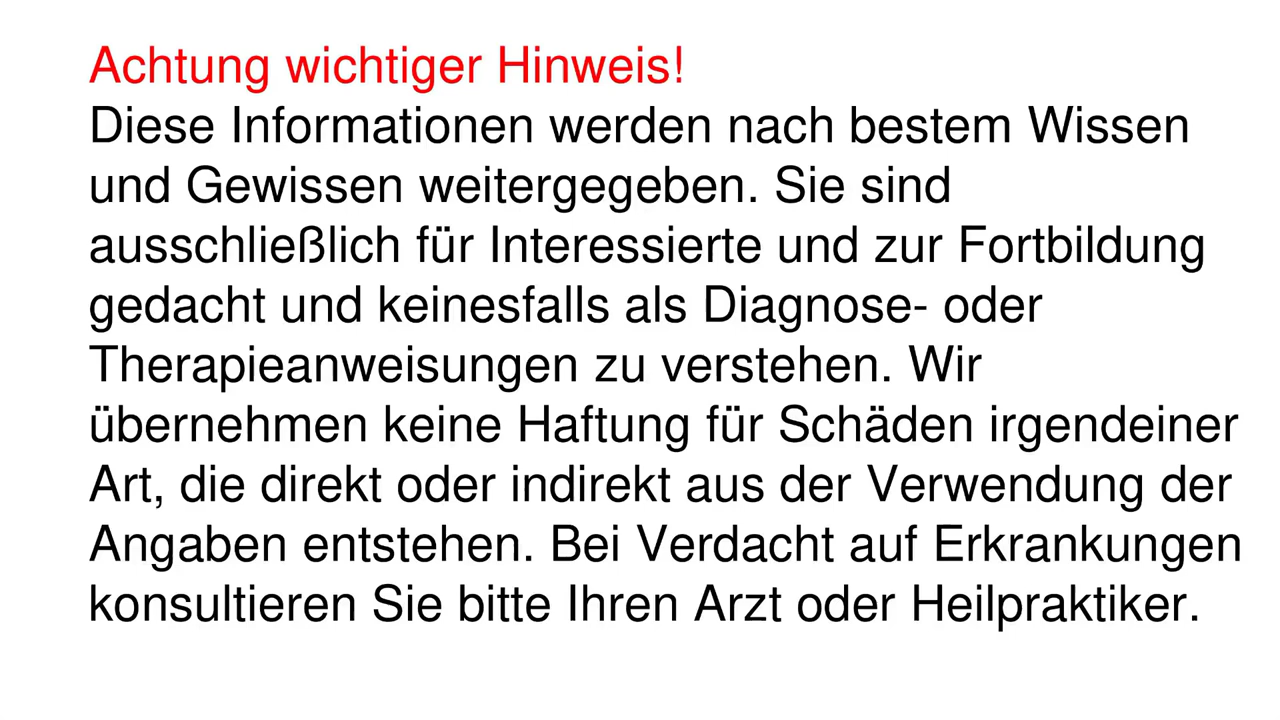 Achtung wichtiger Hinweis!
Diese Informationen werden nach bestem Wissen
und Gewissen weitergegeben. Sie sind
ausschließlich für Interessierte und zur Fortbildung
gedacht und keinesfalls als Diagnose- oder
Therapieanweisungen zu verstehen. Wir
übernehmen keine Haftung für Schäden irgendeiner
Art, die direkt oder indirekt aus der Verwendung der
Angaben entstehen. Bei Verdacht auf Erkrankungen
konsultieren Sie bitte Ihren Arzt oder Heilpraktiker.